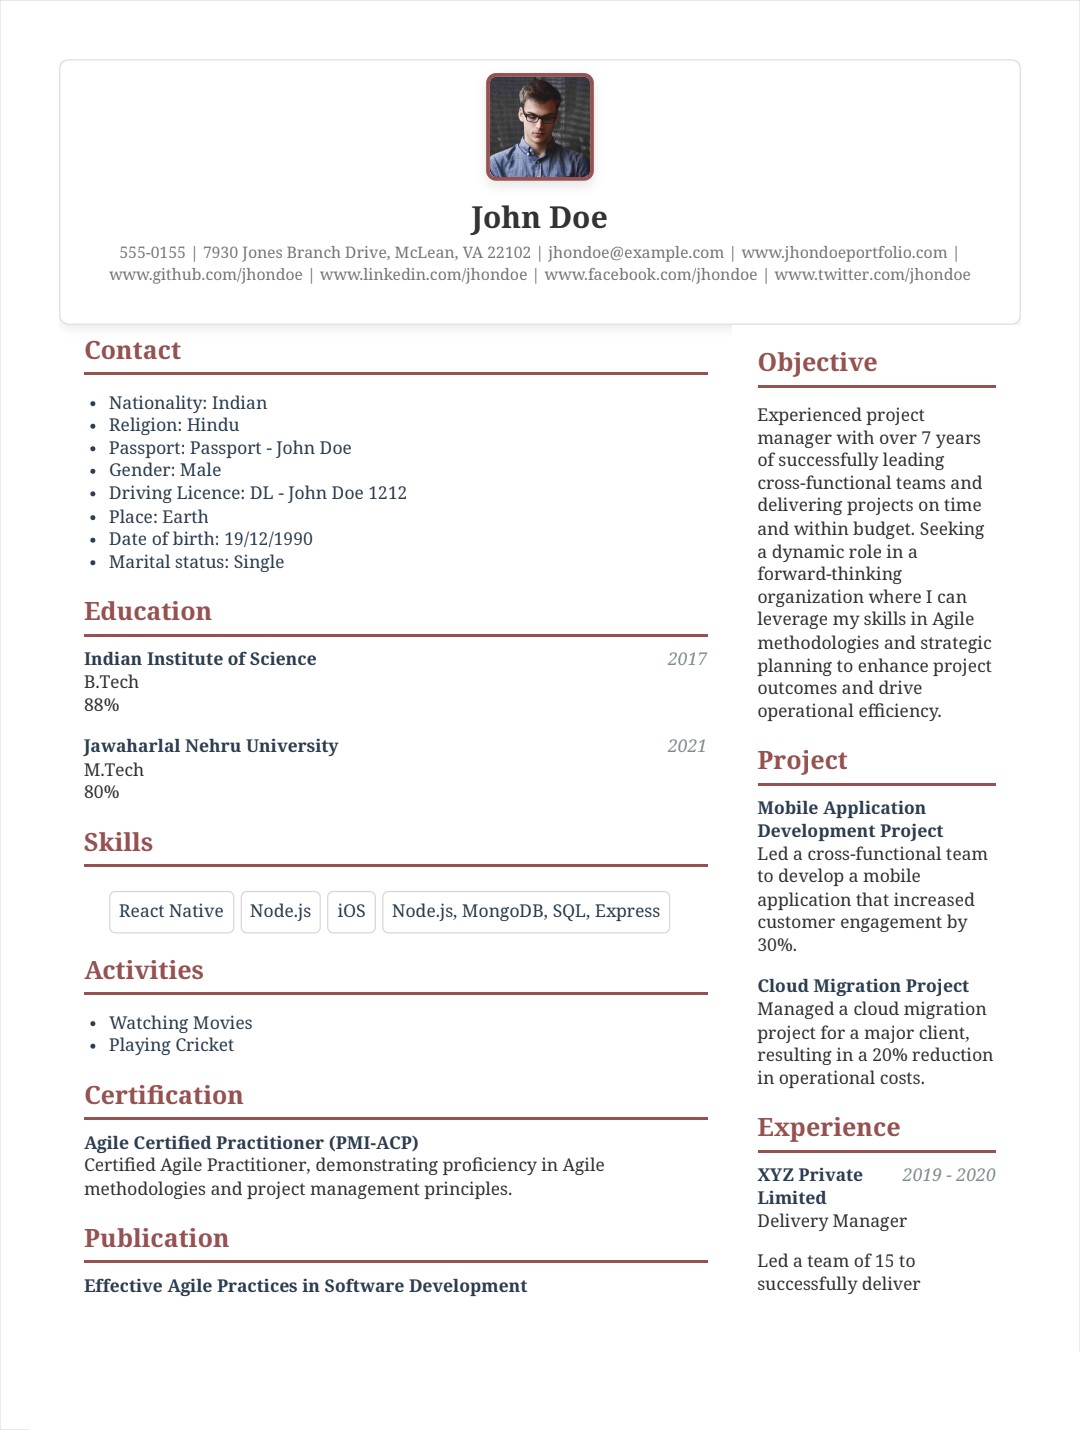 John Doe
555-0155 | 7930 Jones Branch Drive, McLean, VA 22102 | jhondoe@example.com | www.jhondoeportfolio.com |
www.github.com/jhondoe | www.linkedin.com/jhondoe | www.facebook.com/jhondoe | www.twitter.com/jhondoe
Contact
• Nationality: Indian
• Religion: Hindu
• Passport: Passport - John Doe
• Gender: Male
• Driving Licence: DL - John Doe 1212
• Place: Earth
• Date of birth: 19/12/1990
• Marital status: Single
Education
Indian Institute of Science 2017
B.Tech
88%
Jawaharlal Nehru University 2021
M.Tech
80%
Skills
React Native Node.js iOS Node.js, MongoDB, SQL, Express
Activities
• Watching Movies
• Playing Cricket
Certification
Agile Certified Practitioner (PMI-ACP)
Certified Agile Practitioner, demonstrating proficiency in Agile
methodologies and project management principles.
Publication
Effective Agile Practices in Software Development
Objective
Experienced project
manager with over 7 years
of successfully leading
cross-functional teams and
delivering projects on time
and within budget. Seeking
a dynamic role in a
forward-thinking
organization where I can
leverage my skills in Agile
methodologies and strategic
planning to enhance project
outcomes and drive
operational efficiency.
Project
Mobile Application
Development Project
Led a cross-functional team
to develop a mobile
application that increased
customer engagement by
30%.
Cloud Migration Project
Managed a cloud migration
project for a major client,
resulting in a 20% reduction
in operational costs.
Experience
XYZ Private 2019 - 2020
Limited
Delivery Manager
Led a team of 15 to
successfully deliver